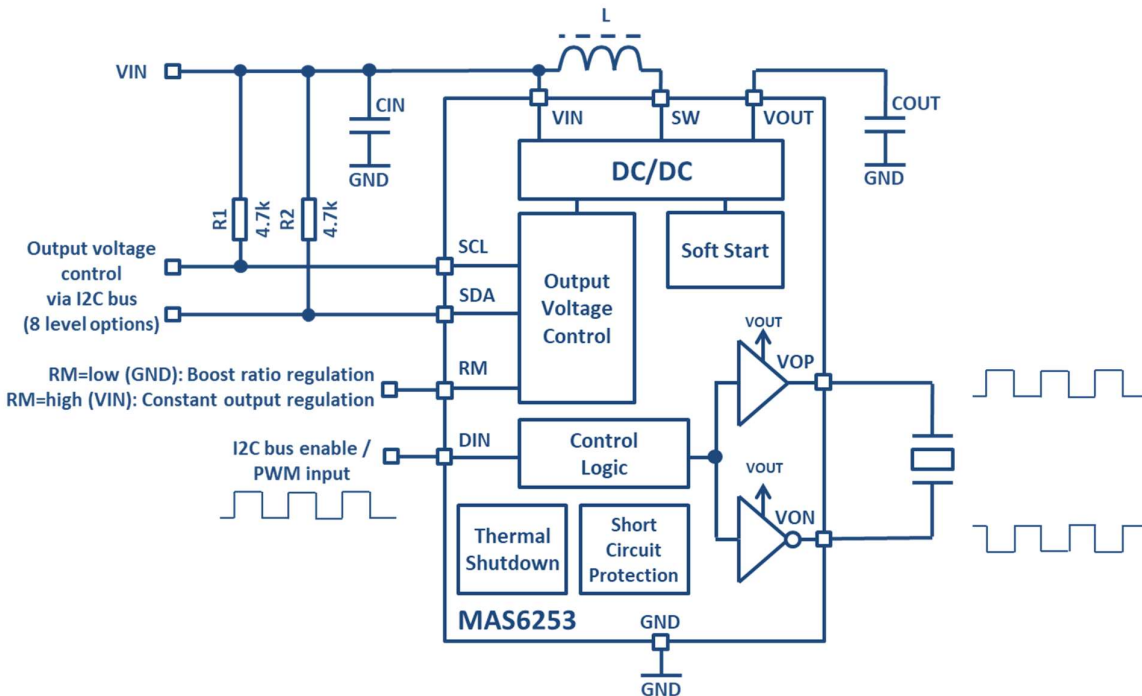 L
VIN
CIN
GND
VIN
SW
VOUT
COUT
GND
DC/DC
R1
4.7k
R2
4.7k
Soft Start
Output voltage
control
via I2C bus
(8 level options)
SCL
SDA
Output
Voltage
Control
RM=low (GND): Boost ratio regulation
RM=high (VIN): Constant output regulation
RM
VOUT
VOP
I2C bus enable /
PWM input
DIN
Control
Logic
VOUT
VON
Thermal
Shutdown
Short
Circuit
Protection
MAS6253
GND
GND